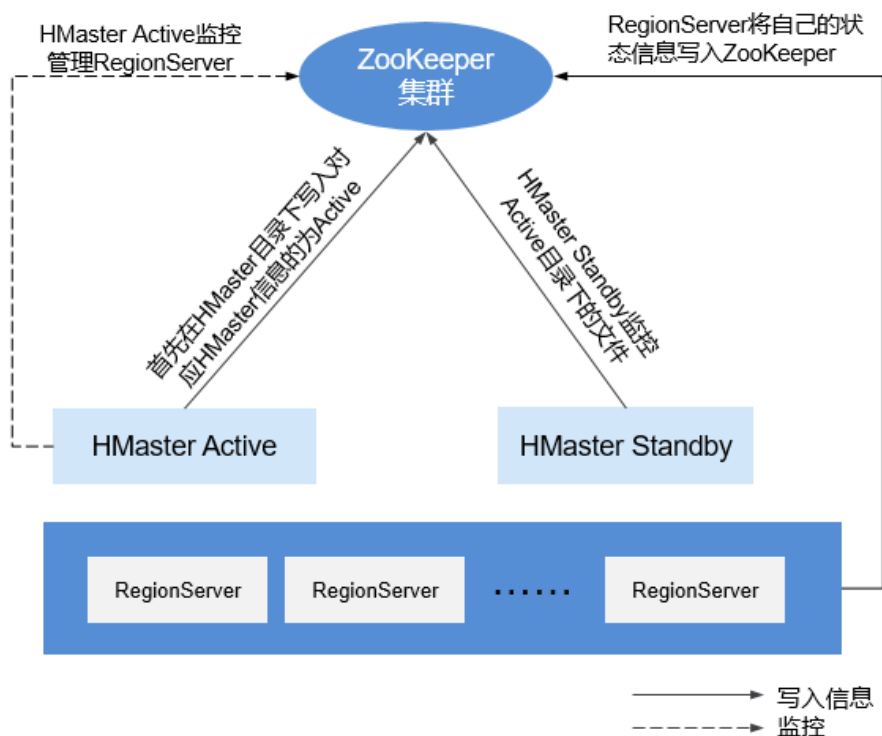 HMaster Active监控
管理RegionServer
ZooKeeper
集群
RegionServer将自己的状
态信息写入ZooKeeper
首先在HMaster目录下写入对
应HMaster信息的为Active
HMaster Standby监控
Active目录下的文件
HMaster Active
HMaster Standby
RegionServer
RegionServer
······
RegionServer
写入信息
监控